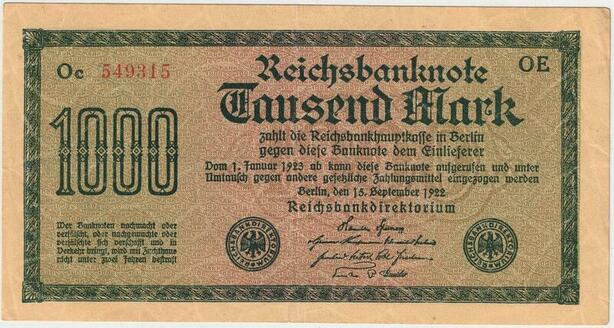 Oc 549315
OE
Reichsbanknote
Tausend Mark
1000
zahlt die Reichsbankhauptkasse in Berlin
gegen diese Banknote dem Einlieferer
Vom 1. Januar 1923 ab kann diese Banknote aufgerufen und unter
Umtausch gegen andere gesetzliche Zahlungsmittel eingezogen werden
Berlin, den 15. September 1922
Reichsbankdirektorium
Wer Banknoten nachmacht oder
verfälscht, oder nachgemachte oder
verfälschte sich verschafft und in
Verkehr bringt, wird mit Zuchthaus
nicht unter zwei Jahren bestraft
REICHSBANKDIREKTORIUM
REICHSBANKDIREKTORIUM